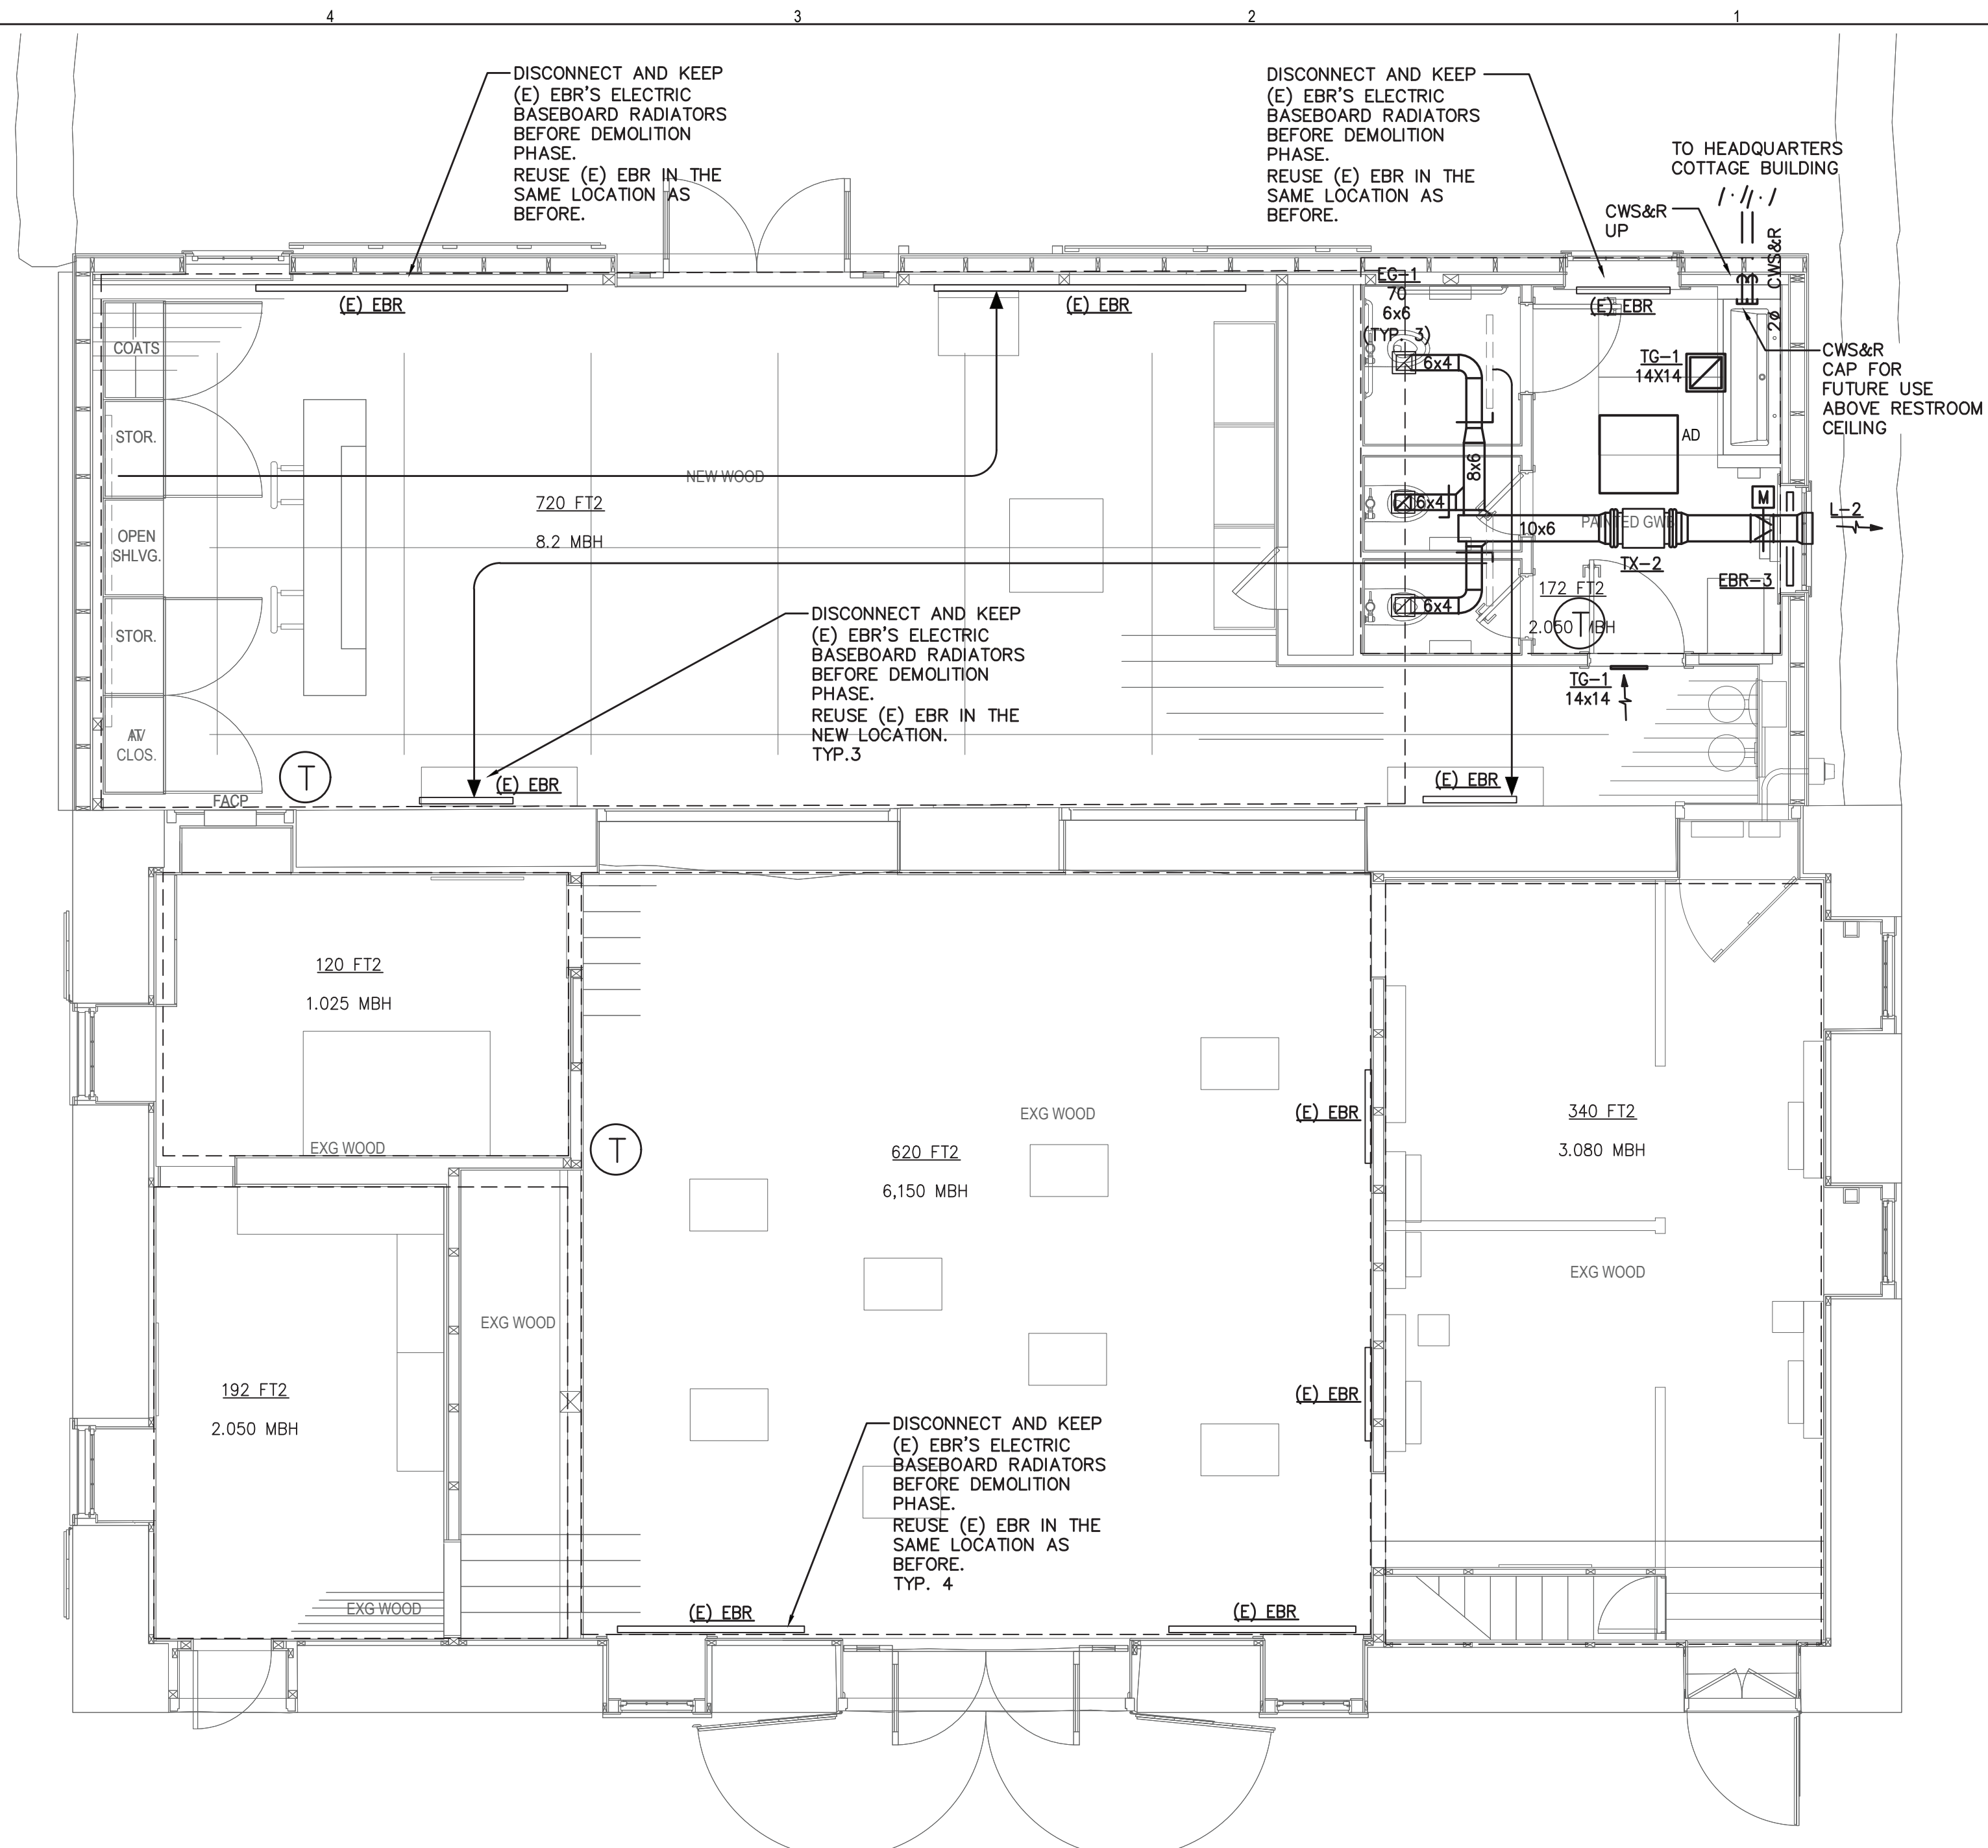 4
3
2
1
DISCONNECT AND KEEP
(E) EBR'S ELECTRIC
BASEBOARD RADIATORS
BEFORE DEMOLITION
PHASE.
REUSE (E) EBR IN THE
SAME LOCATION AS
BEFORE.
DISCONNECT AND KEEP
(E) EBR'S ELECTRIC
BASEBOARD RADIATORS
BEFORE DEMOLITION
PHASE.
REUSE (E) EBR IN THE
SAME LOCATION AS
BEFORE.
TO HEADQUARTERS
COTTAGE BUILDING
CWS&R
UP
2ø CWS&R
(E) EBR
(E) EBR
EG-1
70
6x6
(TYP. 3)
(E) EBR
COATS
6x4
TG-1
14X14
CWS&R
CAP FOR
FUTURE USE
ABOVE RESTROOM
CEILING
STOR.
AD
NEW WOOD
8x6
720 FT2
8.2 MBH
6x4
M
L-2
10x6
PAINTED GWB
OPEN
SHLVG.
TX-2
EBR-3
172 FT2
2.050 MBH
T
6x4
STOR.
DISCONNECT AND KEEP
(E) EBR'S ELECTRIC
BASEBOARD RADIATORS
BEFORE DEMOLITION
PHASE.
REUSE (E) EBR IN THE
NEW LOCATION.
TYP.3
TG-1
14x14
CLOS.
T
(E) EBR
(E) EBR
FACP
120 FT2
1.025 MBH
EXG WOOD
T
EXG WOOD
620 FT2
6,150 MBH
(E) EBR
340 FT2
3.080 MBH
EXG WOOD
EXG WOOD
192 FT2
2.050 MBH
(E) EBR
DISCONNECT AND KEEP
(E) EBR'S ELECTRIC
BASEBOARD RADIATORS
BEFORE DEMOLITION
PHASE.
REUSE (E) EBR IN THE
SAME LOCATION AS
BEFORE.
TYP. 4
EXG WOOD
(E) EBR
(E) EBR